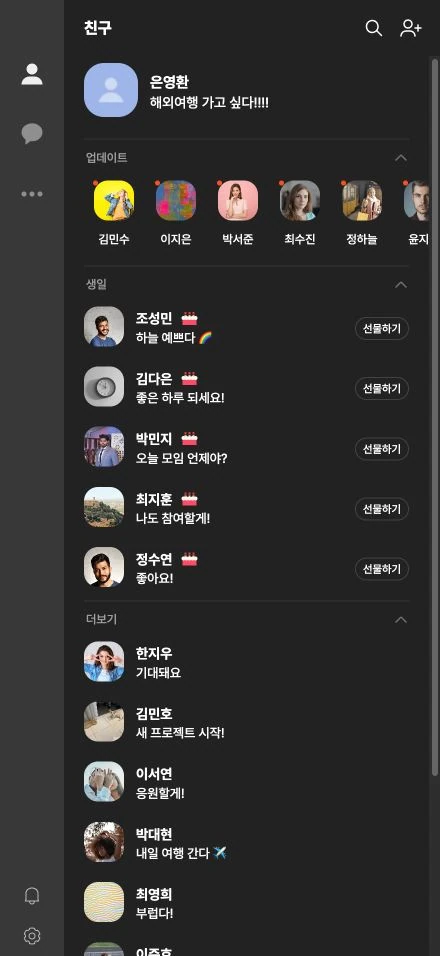 친구
은영환
해외여행 가고 싶다!!!!
업데이트
김민수 이지은 박서준 최수진 정하늘 윤지
생일
조성민 🎂
하늘 예쁘다 🌈
선물하기
김다은 🎂
좋은 하루 되세요!
선물하기
박민지 🎂
오늘 모임 언제야?
선물하기
최지훈 🎂
나도 참여할게!
선물하기
정수연 🎂
좋아요!
선물하기
더보기
한지우
기대돼요
김민호
새 프로젝트 시작!
이서연
응원할게!
박대현
내일 여행 간다 ✈️
최영희
부럽다!